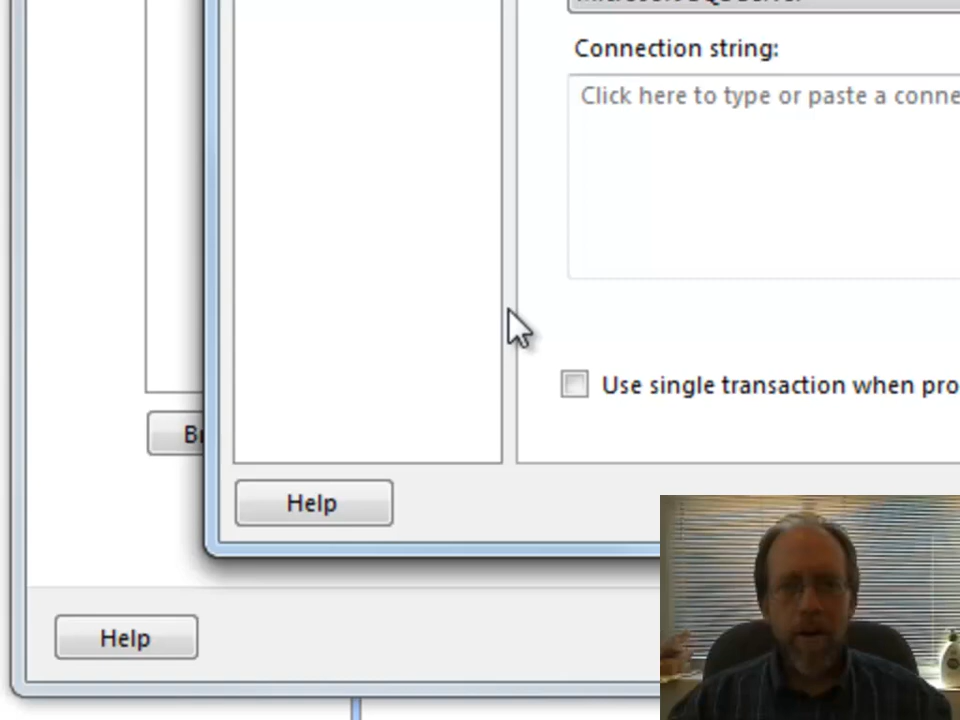 Connection string:
Click here to type or paste a conne
Use single transaction when pro
Help
Help